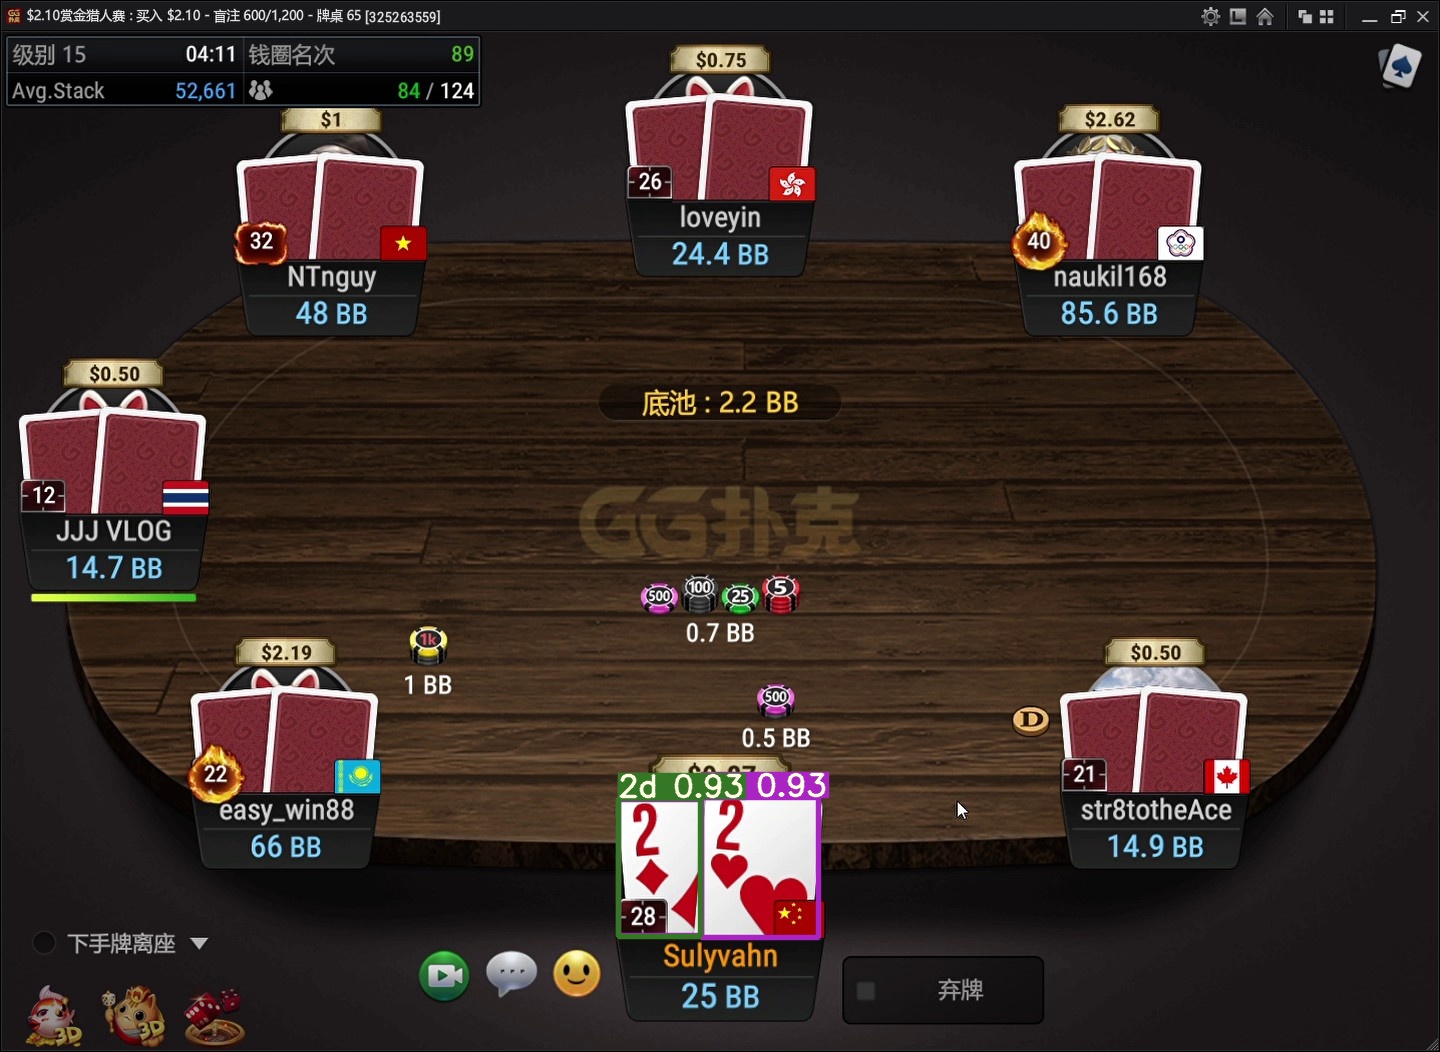 $2.10赏金猎人赛 : 买入 $2.10 - 盲注 600/1,200 - 牌桌 65 [325263559]
级别 15 04:11 钱圈名次 89
Avg.Stack 52,661 84 / 124
$0.75
26
loveyin
24.4 BB
$1
32
NTnguy
48 BB
$2.62
40
naukil168
85.6 BB
$0.50
12
JJJ VLOG
14.7 BB
底池 : 2.2 BB
GG扑克
500 100 25 5
0.7 BB
1k
1 BB
500
0.5 BB
D
$2.19
22
easy_win88
66 BB
$0.50
21
str8totheAce
14.9 BB
2d 0.93 0.93
2 2
28
Sulyvahn
25 BB
下手牌离座
弃牌
3D 3D